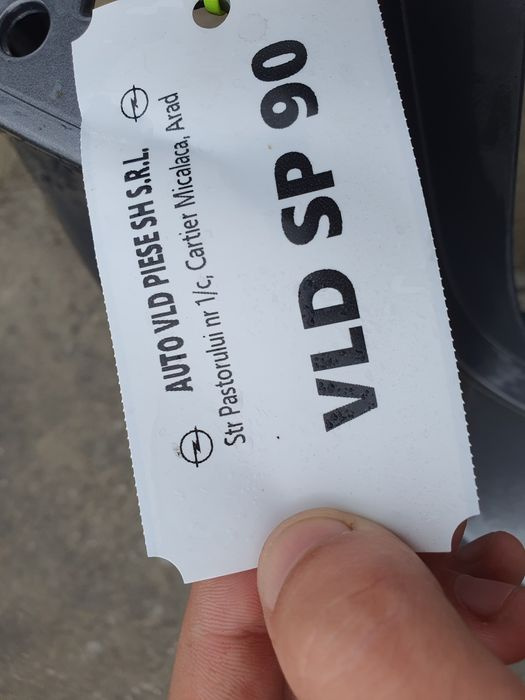 AUTO VLD PIESE SH S.R.L.
Str Pastorului nr 1/c, Cartier Micalaca, Arad
VLD SP 90